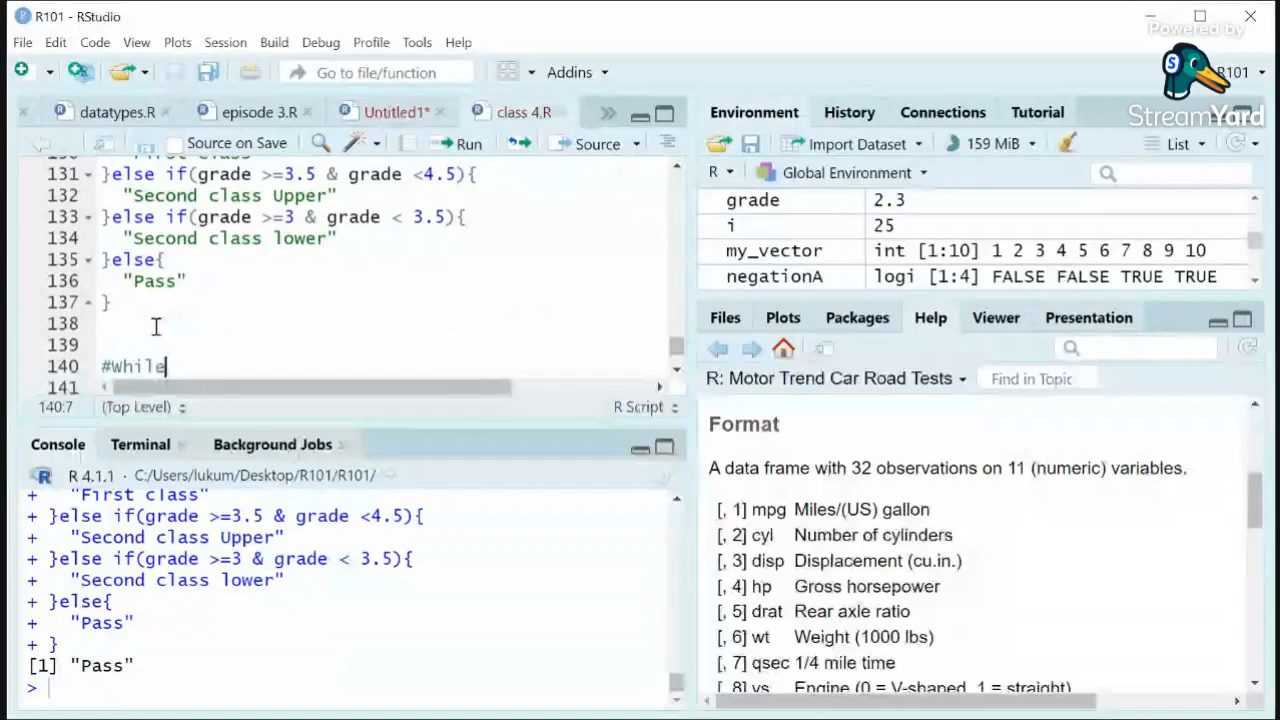 R101 - RStudio
Powered by
File Edit Code View Plots Session Build Debug Profile Tools Help
Go to file/function
Addins
R101
StreamYard
datatypes.R
episode 3.R
Untitled1*
class 4.R
Source on Save
Run
Source
131 }else if(grade >=3.5 & grade <4.5){
132 "Second class Upper"
133 }else if(grade >=3 & grade < 3.5){
134 "Second class lower"
135 }else{
136 "Pass"
137 }
138
139
140 #While
141
140:7 (Top Level) R Script
Console Terminal Background Jobs
R 4.1.1 · C:/Users/lukum/Desktop/R101/R101/
+ "First class"
+ }else if(grade >=3.5 & grade <4.5){
+ "Second class Upper"
+ }else if(grade >=3 & grade < 3.5){
+ "Second class lower"
+ }else{
+ "Pass"
+ }
[1] "Pass"
>
Environment History Connections Tutorial
Import Dataset 159 MiB List
R Global Environment
grade 2.3
i 25
my_vector int [1:10] 1 2 3 4 5 6 7 8 9 10
negationA logi [1:4] FALSE FALSE TRUE TRUE
Files Plots Packages Help Viewer Presentation
R: Motor Trend Car Road Tests Find in Topic
Format
A data frame with 32 observations on 11 (numeric) variables.
[, 1] mpg Miles/(US) gallon
[, 2] cyl Number of cylinders
[, 3] disp Displacement (cu.in.)
[, 4] hp Gross horsepower
[, 5] drat Rear axle ratio
[, 6] wt Weight (1000 lbs)
[, 7] qsec 1/4 mile time
[, 8] vs Engine (0 = V-shaped, 1 = straight)